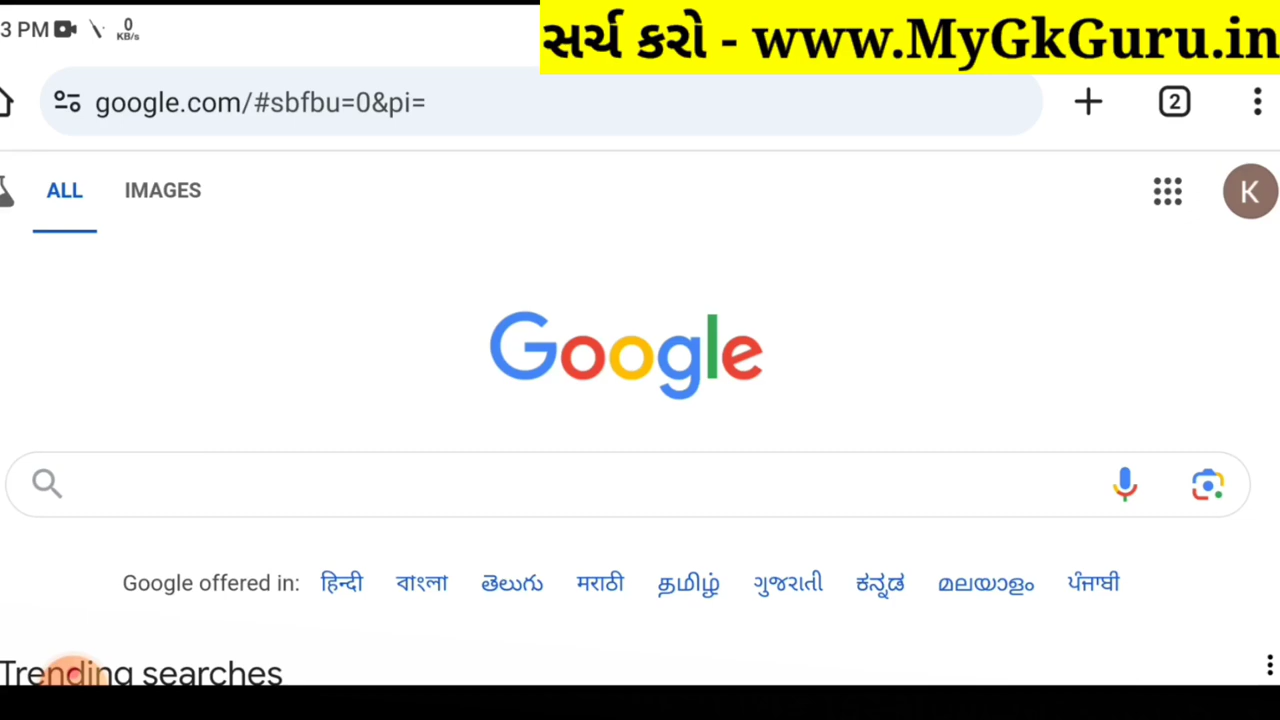 3 PM
0
KB/s
સર્ચ કરો - www.MyGkGuru.in
google.com/#sbfbu=0&pi=
2
ALL IMAGES
K
Google
Google offered in: हिन्दी বাংলা తెలుగు मराठी தமிழ் ગુજરાતી ಕನ್ನಡ മലയാളം ਪੰਜਾਬੀ
Trending searches